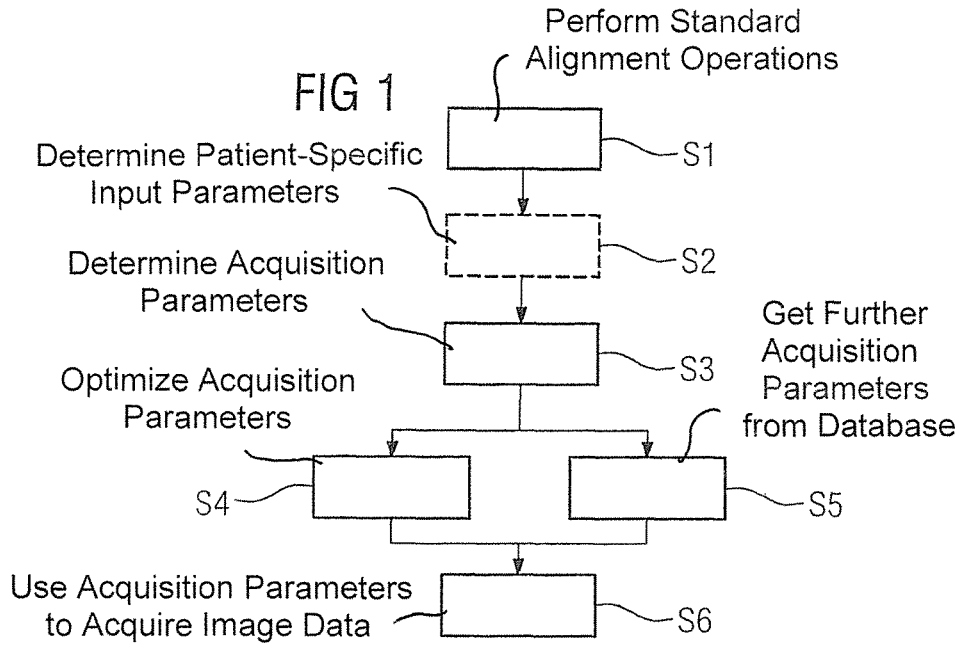 Perform Standard
Alignment Operations
FIG 1
S1
Determine Patient-Specific
Input Parameters
S2
Determine Acquisition
Parameters
S3
Get Further
Acquisition
Parameters
from Database
Optimize Acquisition
Parameters
S4
S5
Use Acquisition Parameters
to Acquire Image Data
S6